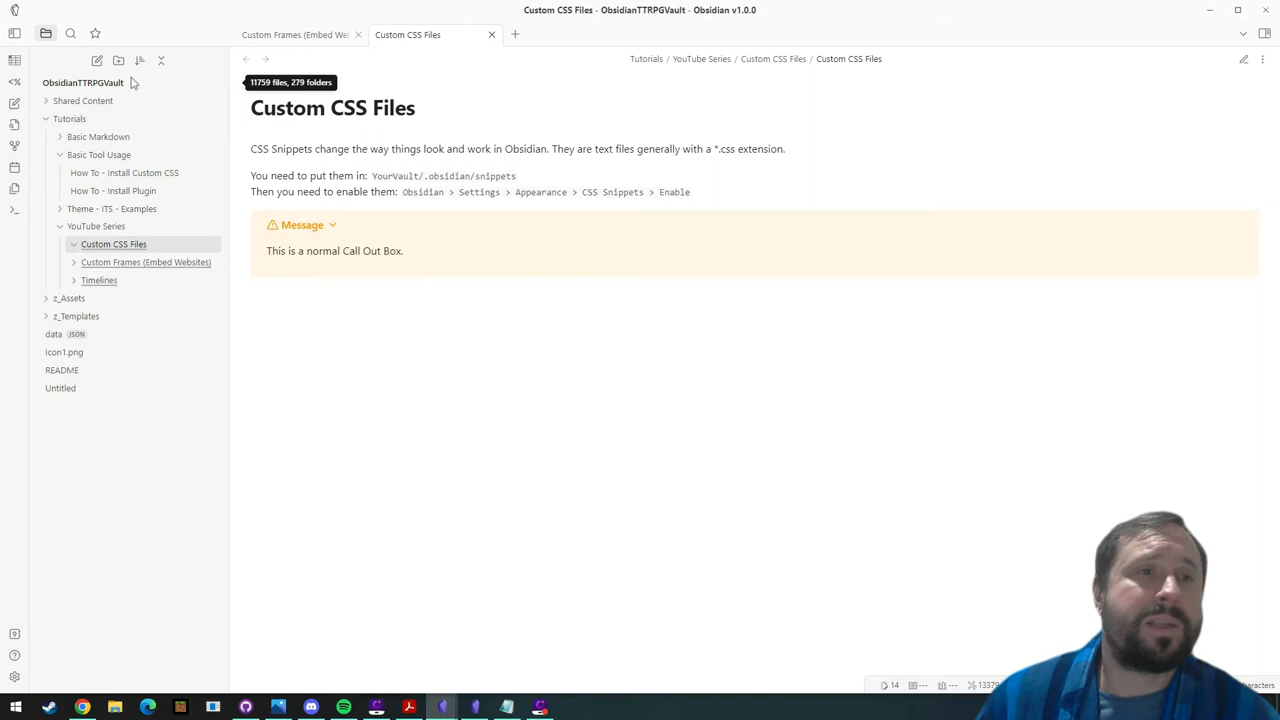 Custom CSS Files - ObsidianTTRPGVault - Obsidian v1.0.0
Custom Frames (Embed Wel
Custom CSS Files
Tutorials / YouTube Series / Custom CSS Files / Custom CSS Files
ObsidianTTRPGVault
11759 files, 279 folders
Shared Content
Tutorials
Basic Markdown
Basic Tool Usage
How To - Install Custom CSS
How To - Install Plugin
Theme - ITS - Examples
YouTube Series
Custom CSS Files
Custom Frames (Embed Websites)
Timelines
z_Assets
z_Templates
data JSON
Icon1.png
README
Untitled
Custom CSS Files
CSS Snippets change the way things look and work in Obsidian. They are text files generally with a *.css extension.
You need to put them in: YourVault/.obsidian/snippets
Then you need to enable them: Obsidian > Settings > Appearance > CSS Snippets > Enable
Message
This is a normal Call Out Box.
14 --- --- 13379